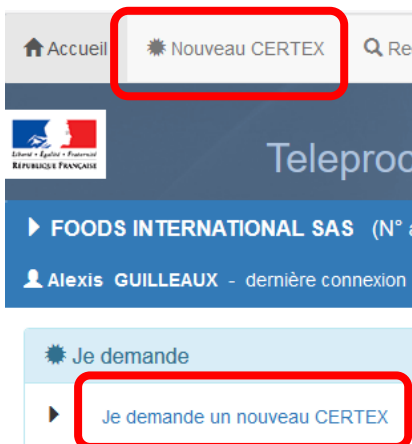 Accueil Nouveau CERTEX Re
Liberté • Égalité • Fraternité
RÉPUBLIQUE FRANÇAISE
Teleproc
FOODS INTERNATIONAL SAS (N° a
Alexis GUILLEAUX - dernière connexion
Je demande
Je demande un nouveau CERTEX